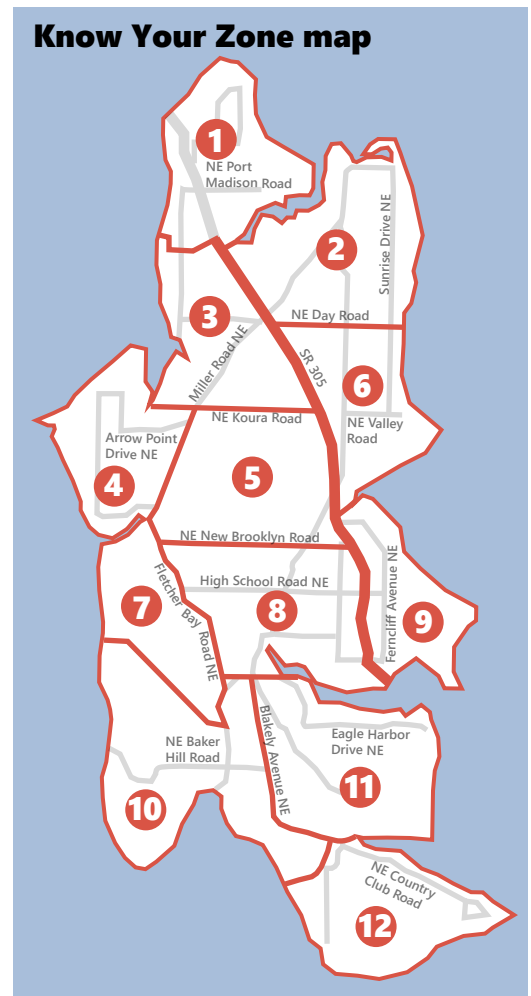 Know Your Zone map
1
NE Port
Madison Road
2
Sunrise Drive NE
3
NE Day Road
Miller Road NE
SR 305
6
NE Koura Road
NE Valley
Road
Arrow Point
Drive NE
4
5
NE New Brooklyn Road
High School Road NE
7
Fletcher Bay
Road NE
8
Ferncliff Avenue NE
9
Blakely Avenue NE
Eagle Harbor
Drive NE
NE Baker
Hill Road
11
10
NE Country
Club Road
12